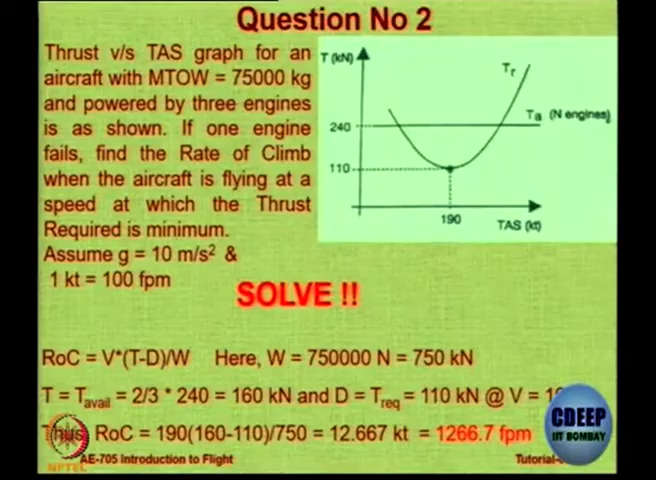 Question No 2
Thrust v/s TAS graph for an
aircraft with MTOW = 75000 kg
and powered by three engines
is as shown. If one engine
fails, find the Rate of Climb
when the aircraft is flying at a
speed at which the Thrust
Required is minimum.
Assume g = 10 m/s² &
1 kt = 100 fpm
T (kN)
Tr
Ta (N engines)
240
110
190
TAS (kt)
SOLVE !!
RoC = V*(T-D)/W Here, W = 750000 N = 750 kN
T = Tavail = 2/3 * 240 = 160 kN and D = Treq = 110 kN @ V =
Thus, RoC = 190(160-110)/750 = 12.667 kt = 1266.7 fpm
CDEEP
IIT BOMBAY
NPTEL
AE-705 Introduction to Flight